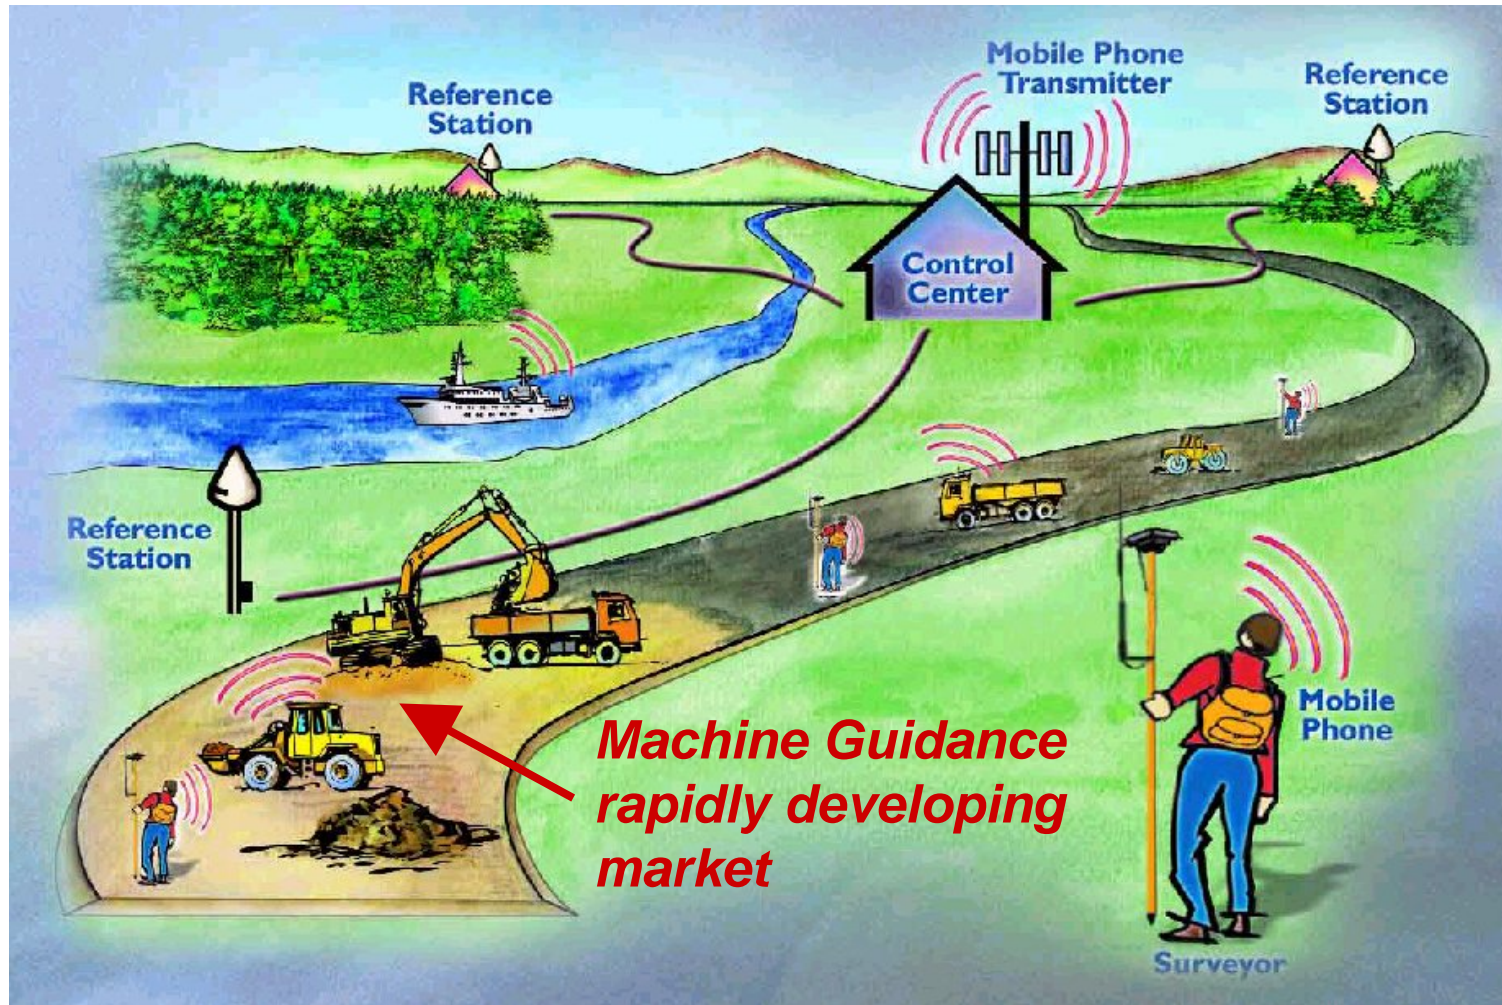 Mobile Phone
Transmitter
Reference
Station
Reference
Station
Control
Center
Reference
Station
Mobile
Phone
Machine Guidance
rapidly developing
market
Surveyor